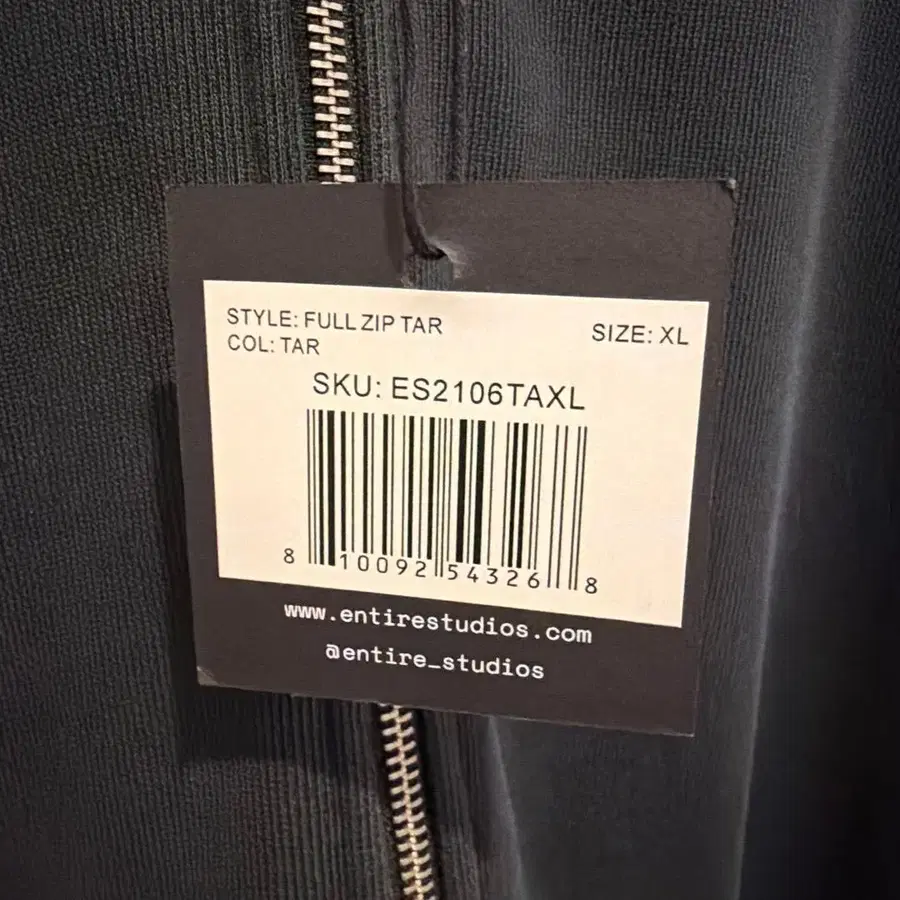 STYLE: FULL ZIP TAR
SIZE: XL
COL: TAR
SKU: ES2106TAXL
8 10092 54326 8
www.entirestudios.com
@entire_studios